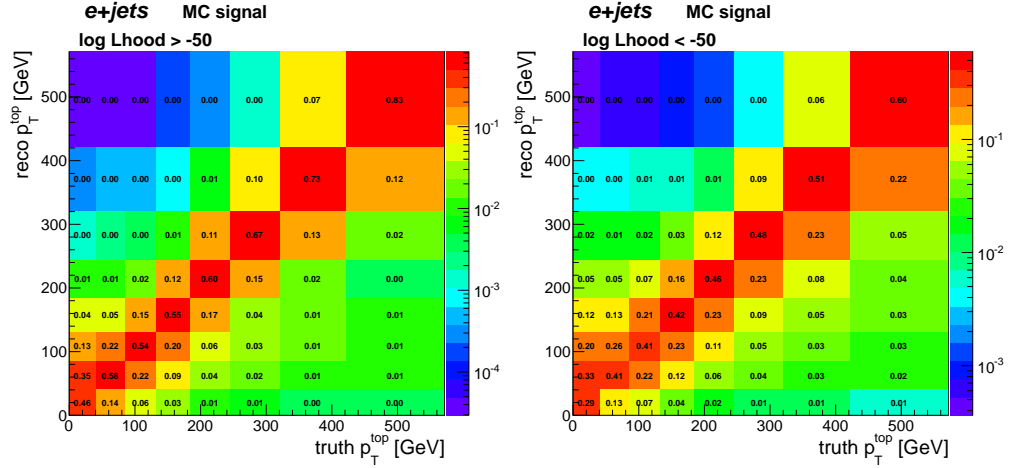 e+jets MC signal
log Lhood > -50
reco p_T^top [GeV]
500
400
300
200
100
0
0.00 0.00 0.00 0.00 0.00 0.00 0.07 0.83
0.00 0.00 0.00 0.00 0.01 0.10 0.73 0.12
0.00 0.00 0.00 0.01 0.11 0.67 0.13 0.02
0.01 0.01 0.02 0.12 0.60 0.15 0.02 0.00
0.04 0.05 0.15 0.55 0.17 0.04 0.01 0.01
0.13 0.22 0.54 0.20 0.06 0.03 0.01 0.01
0.35 0.56 0.22 0.09 0.04 0.02 0.01 0.01
0.46 0.14 0.06 0.03 0.01 0.01 0.00 0.00
0 100 200 300 400 500
truth p_T^top [GeV]
10^-1
10^-2
10^-3
10^-4
e+jets MC signal
log Lhood < -50
reco p_T^top [GeV]
500
400
300
200
100
0
0.00 0.00 0.00 0.00 0.00 0.00 0.06 0.60
0.00 0.00 0.01 0.01 0.01 0.09 0.51 0.22
0.02 0.01 0.02 0.03 0.12 0.48 0.23 0.05
0.05 0.05 0.07 0.16 0.46 0.23 0.08 0.04
0.12 0.13 0.21 0.42 0.23 0.09 0.05 0.03
0.20 0.26 0.41 0.23 0.11 0.05 0.03 0.03
0.33 0.41 0.22 0.12 0.06 0.04 0.03 0.02
0.29 0.13 0.07 0.04 0.02 0.01 0.01 0.01
0 100 200 300 400 500
truth p_T^top [GeV]
10^-1
10^-2
10^-3